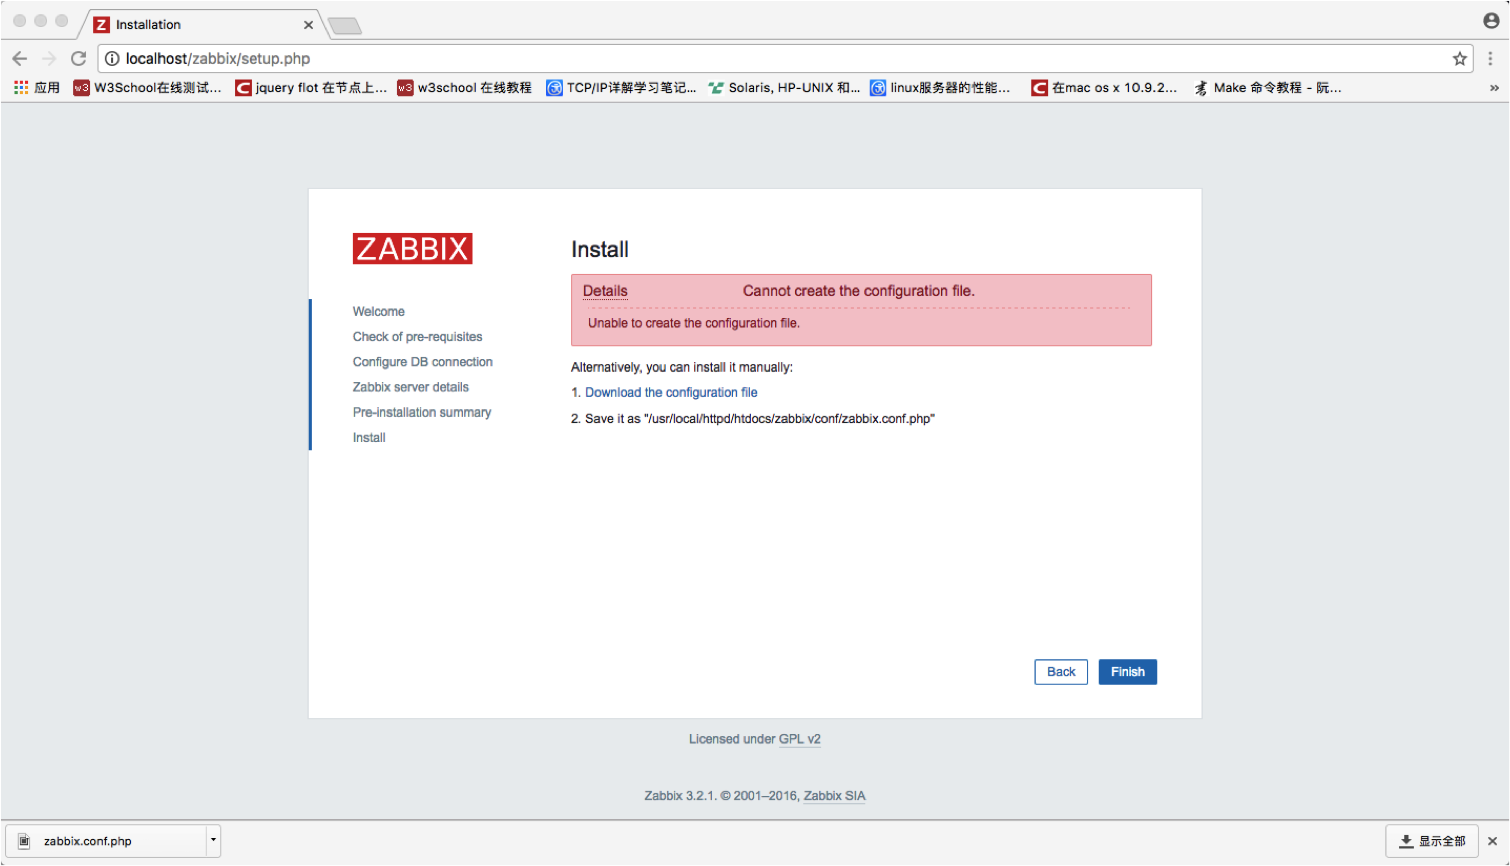 Installation
localhost/zabbix/setup.php
应用 W3School在线测试... jquery flot 在节点上... w3school 在线教程 TCP/IP详解学习笔记... Solaris, HP-UNIX 和... linux服务器的性能... 在mac os x 10.9.2... Make 命令教程 - 阮...
ZABBIX
Welcome
Check of pre-requisites
Configure DB connection
Zabbix server details
Pre-installation summary
Install
Install
Details Cannot create the configuration file.
Unable to create the configuration file.
Alternatively, you can install it manually:
1. Download the configuration file
2. Save it as "/usr/local/httpd/htdocs/zabbix/conf/zabbix.conf.php"
Back Finish
Licensed under GPL v2
Zabbix 3.2.1. © 2001–2016, Zabbix SIA
zabbix.conf.php
显示全部